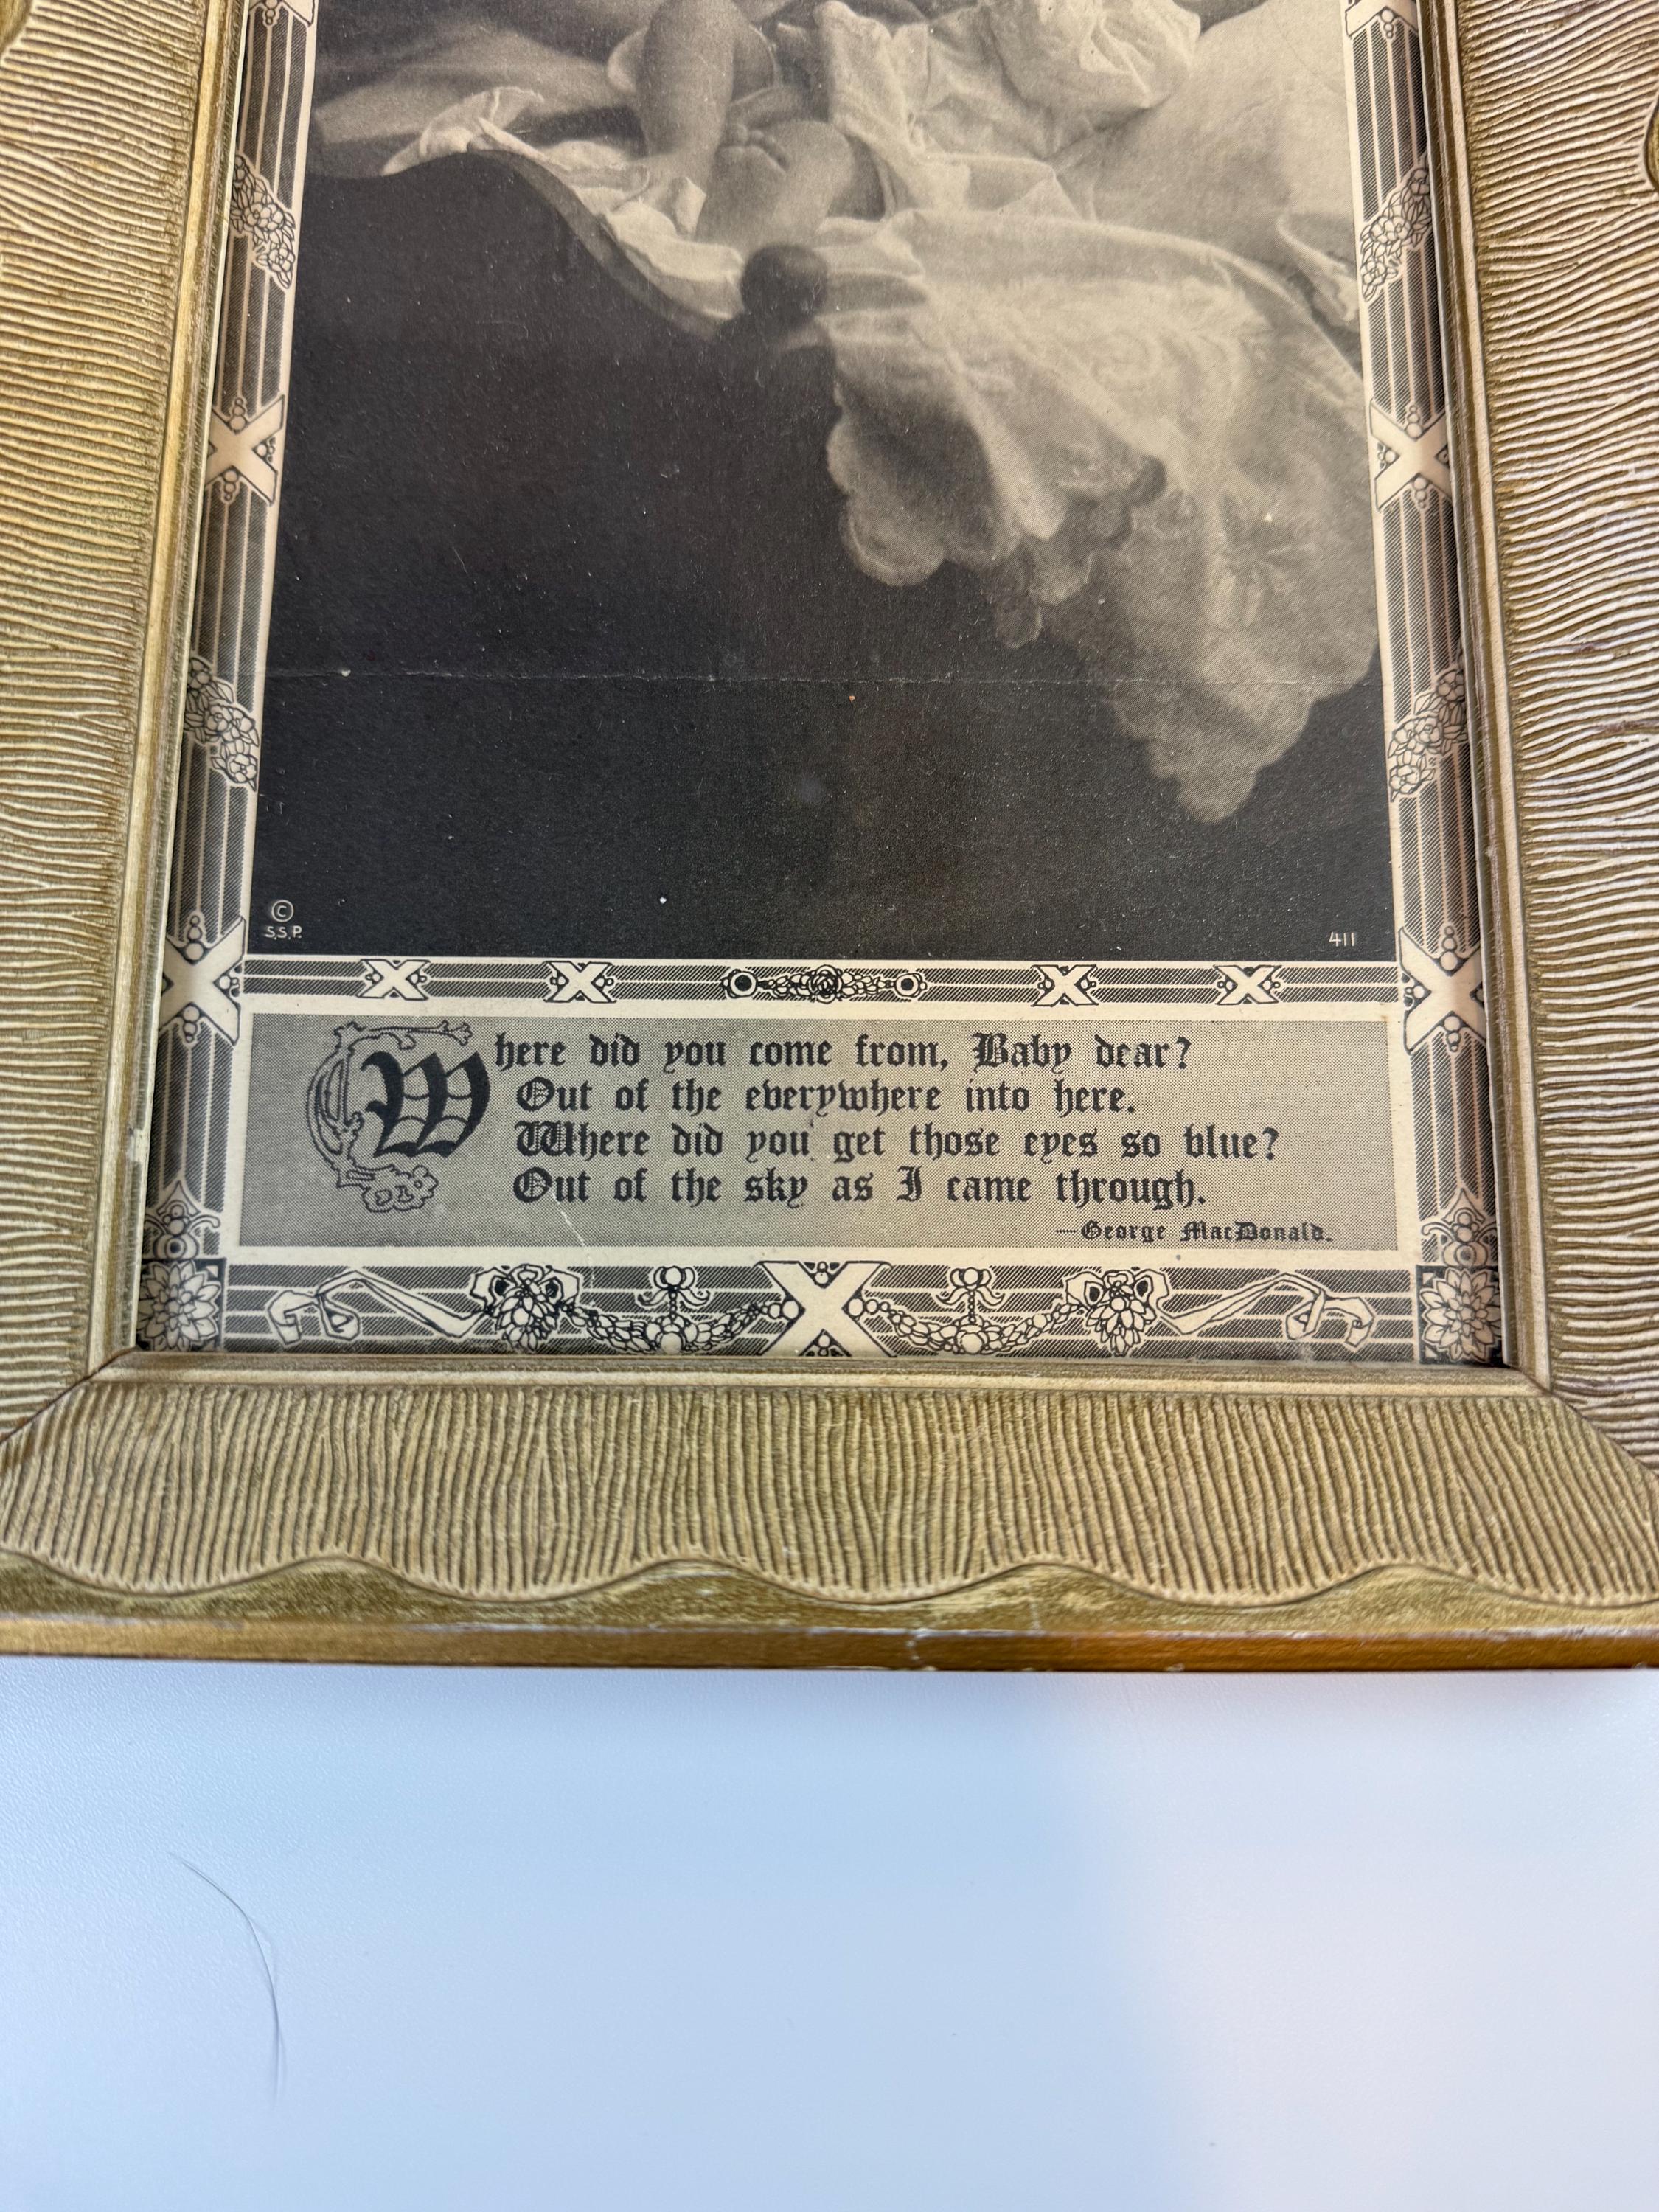 ©
S.S.P.
411
Where did you come from, Baby dear?
Out of the everywhere into here.
Where did you get those eyes so blue?
Out of the sky as I came through.
—George MacDonald.